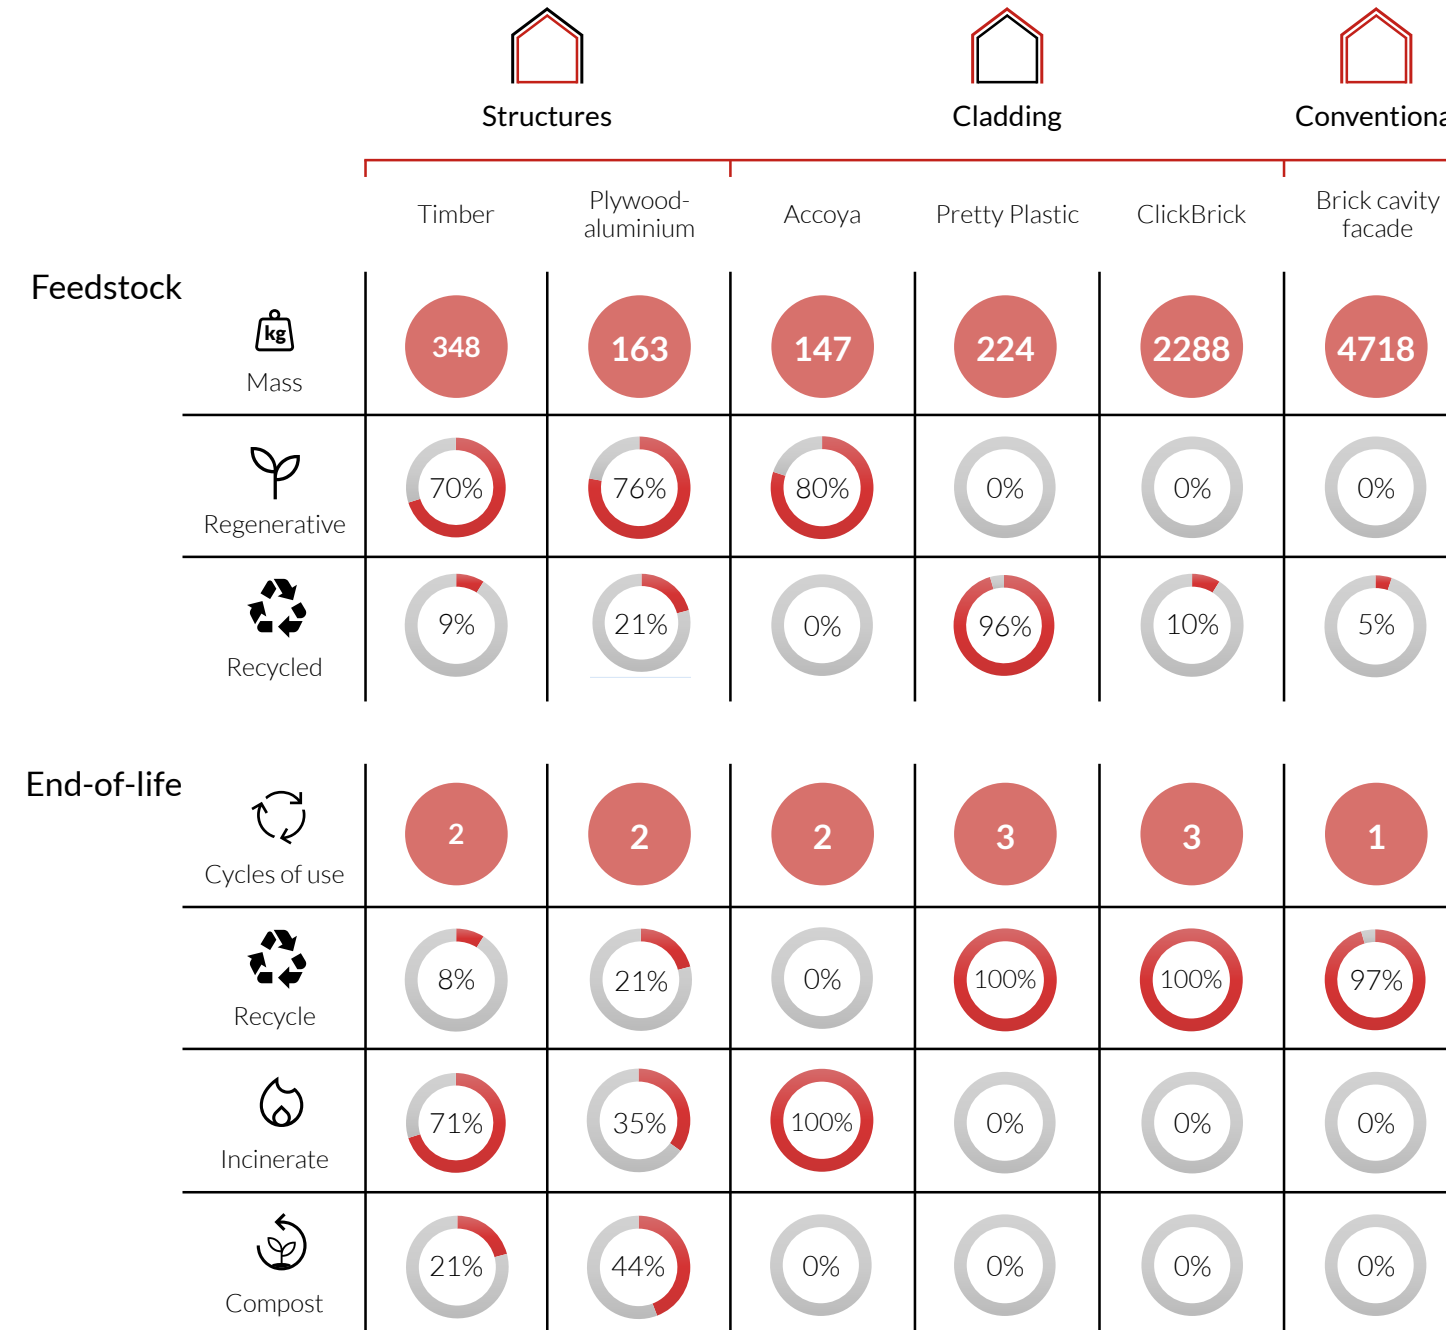 Structures
Cladding
Conventiona
Timber
Plywood-
aluminium
Accoya
Pretty Plastic
ClickBrick
Brick cavity
facade
Feedstock
kg
Mass
348
163
147
224
2288
4718
Regenerative
70%
76%
80%
0%
0%
0%
Recycled
9%
21%
0%
96%
10%
5%
End-of-life
Cycles of use
2
2
2
3
3
1
Recycle
8%
21%
0%
100%
100%
97%
Incinerate
71%
35%
100%
0%
0%
0%
Compost
21%
44%
0%
0%
0%
0%